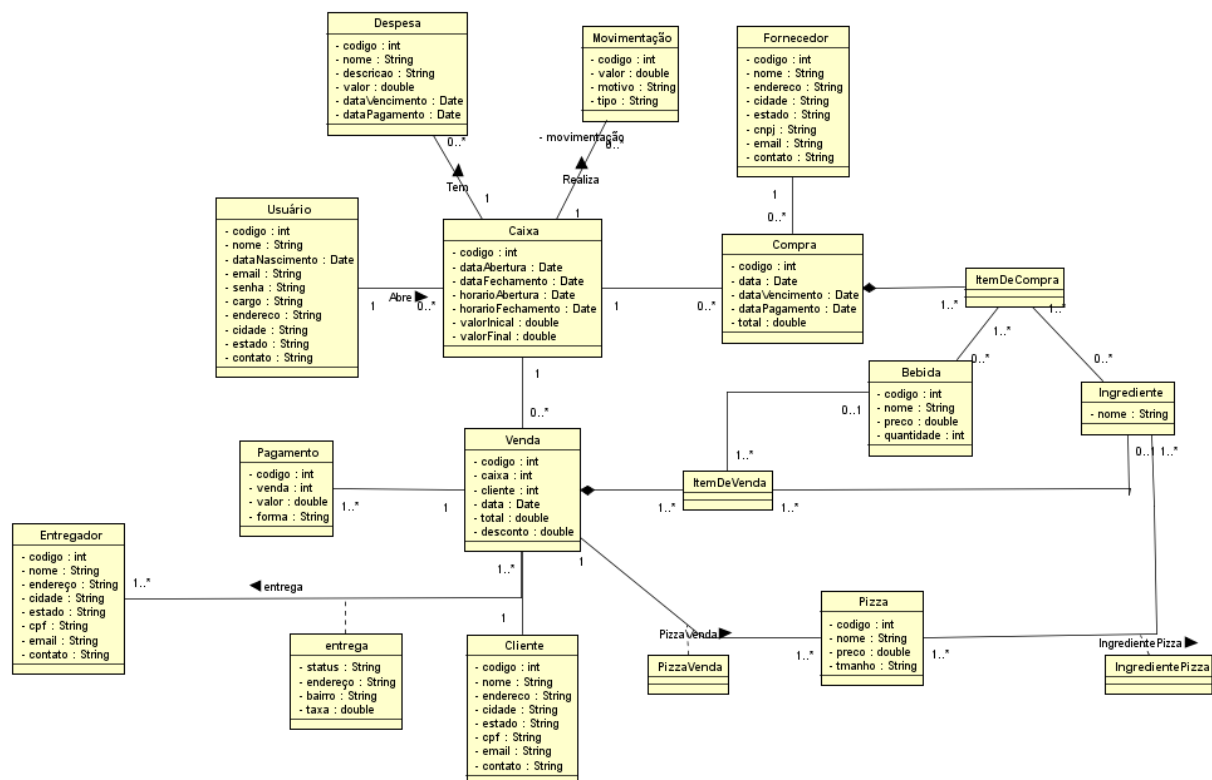 Despesa
- codigo : int
- nome : String
- descricao : String
- valor : double
- dataVencimento : Date
- dataPagamento : Date
0..*
Tem
1
Movimentação
- codigo : int
- valor : double
- motivo : String
- tipo : String
- movimentação
0..*
Realiza
1
Fornecedor
- codigo : int
- nome : String
- endereco : String
- cidade : String
- estado : String
- cnpj : String
- email : String
- contato : String
1
0..*
Usuário
- codigo : int
- nome : String
- dataNascimento : Date
- email : String
- senha : String
- cargo : String
- endereco : String
- cidade : String
- estado : String
- contato : String
1
Abre
0..*
Caixa
- codigo : int
- dataAbertura : Date
- dataFechamento : Date
- horarioAbertura : Date
- horarioFechamento : Date
- valorInical : double
- valorFinal : double
1
0..*
Compra
- codigo : int
- data : Date
- dataVencimento : Date
- dataPagamento : Date
- total : double
1..*
ItemDeCompra
1..*
1..*
0..*
0..*
Bebida
- codigo : int
- nome : String
- preco : double
- quantidade : int
0..1
1..*
Ingrediente
- nome : String
0..1
1..*
1
0..*
Pagamento
- codigo : int
- venda : int
- valor : double
- forma : String
1..*
1
Venda
- codigo : int
- caixa : int
- cliente : int
- data : Date
- total : double
- desconto : double
1..*
ItemDeVenda
1..*
Entregador
- codigo : int
- nome : String
- endereço : String
- cidade : String
- estado : String
- cpf : String
- email : String
- contato : String
1..*
entrega
1..*
1
1
entrega
- status : String
- endereço : String
- bairro : String
- taxa : double
Cliente
- codigo : int
- nome : String
- endereco : String
- cidade : String
- estado : String
- cpf : String
- email : String
- contato : String
PizzaVenda
PizzaVenda
1..*
Pizza
- codigo : int
- nome : String
- preco : double
- tmanho : String
1..*
IngredientePizza
IngredientePizza